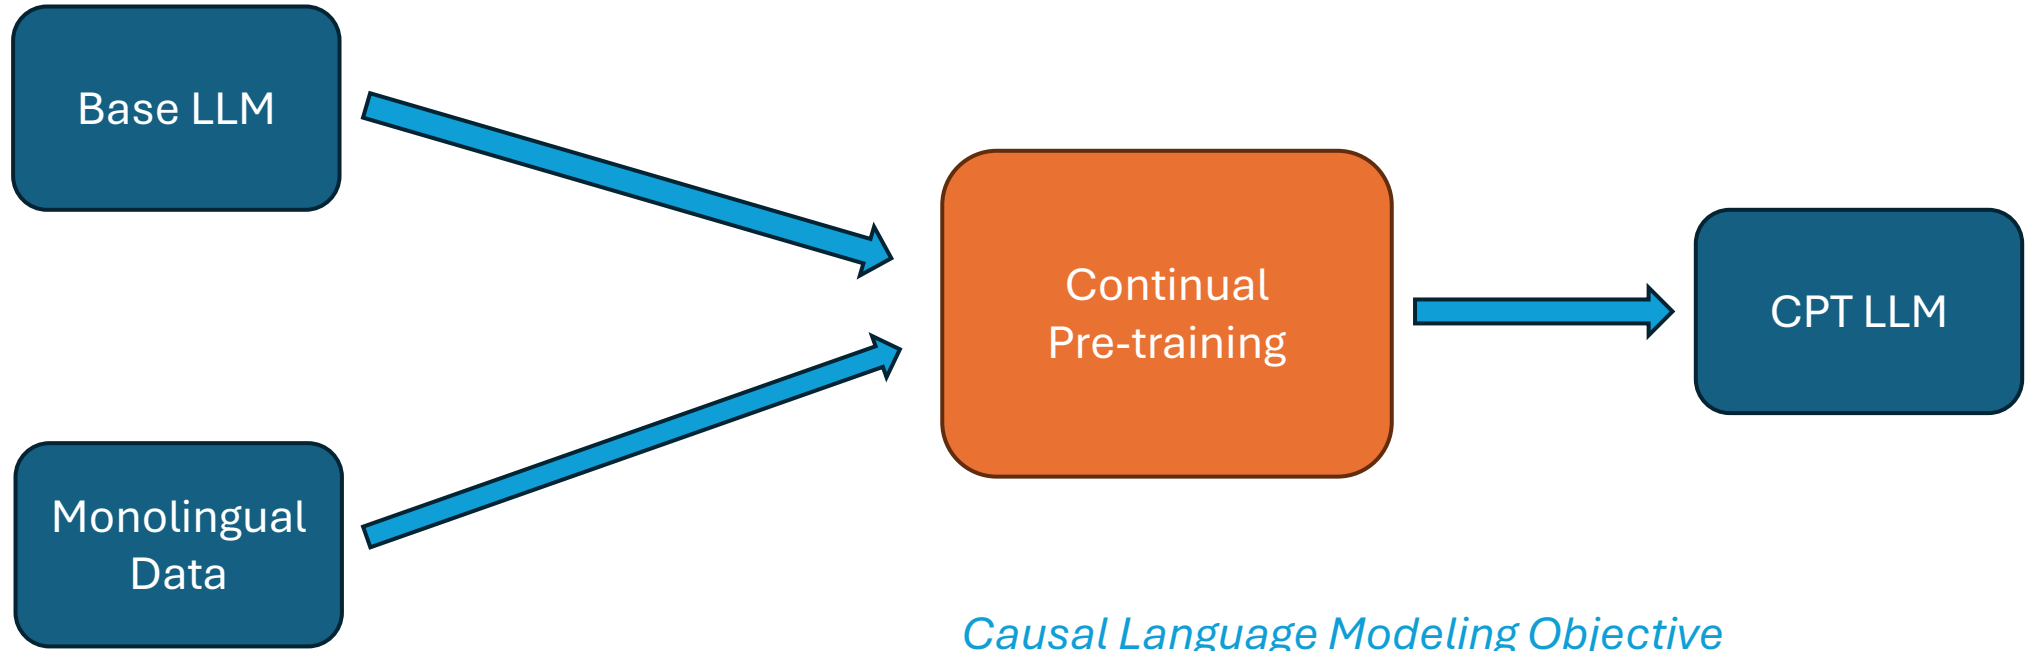 Base LLM
Monolingual
Data
Continual
Pre-training
CPT LLM
Causal Language Modeling Objective